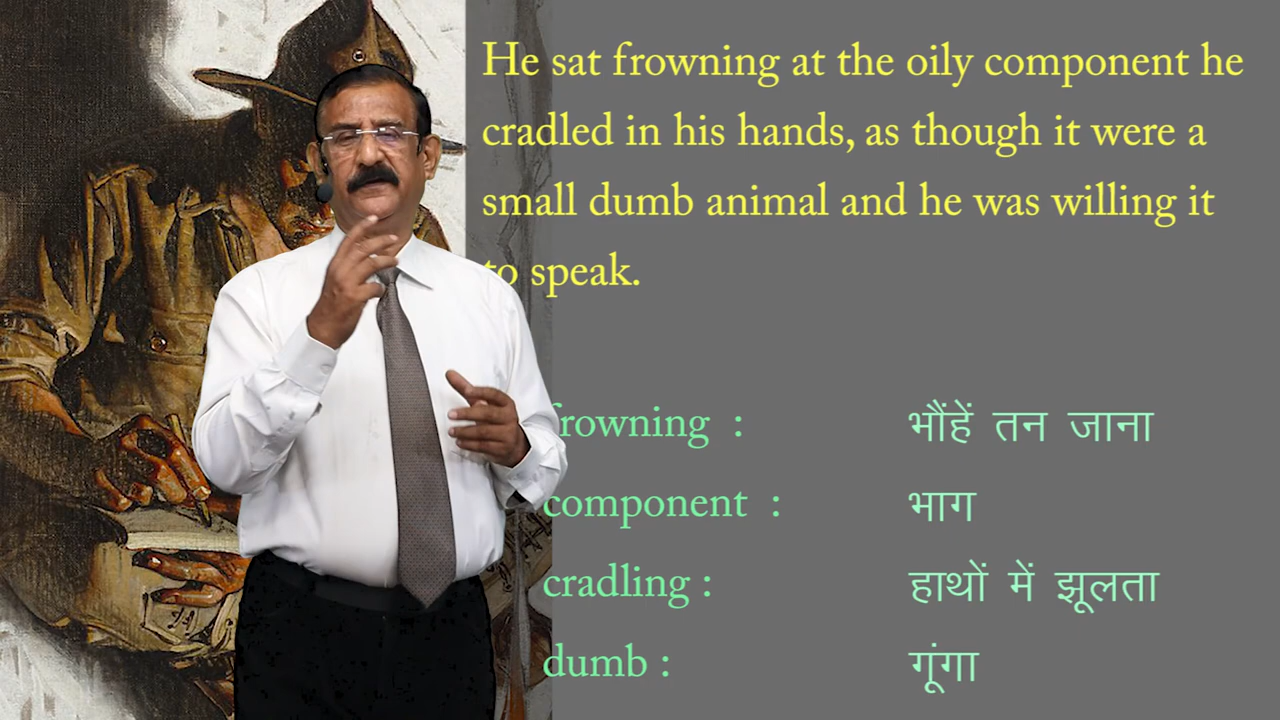 He sat frowning at the oily component he
cradled in his hands, as though it were a
small dumb animal and he was willing it
to speak.
frowning : भौंहें तन जाना
component : भाग
cradling : हाथों में झूलता
dumb : गूंगा